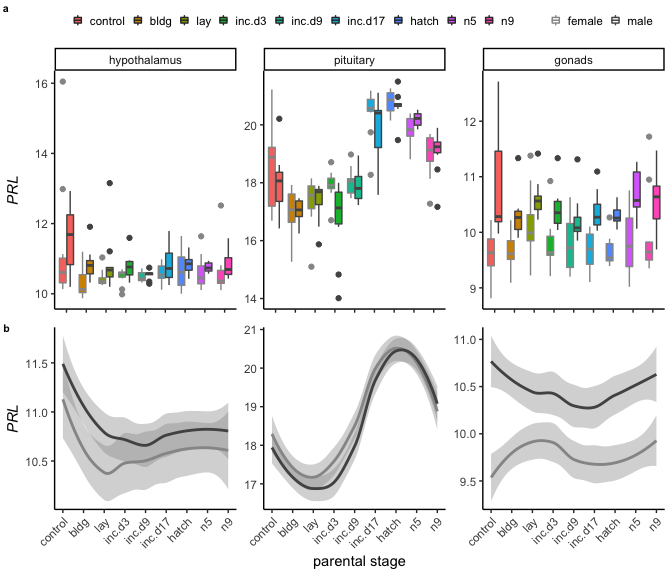 a
control bldg lay inc.d3 inc.d9 inc.d17 hatch n5 n9 female male
hypothalamus pituitary gonads
PRL
16
14
12
10
20
18
16
14
12
11
10
9
b
PRL
11.5
11.0
10.5
21
20
19
18
17
11.0
10.5
10.0
9.5
control bldg lay inc.d3 inc.d9 inc.d17 hatch n5 n9
control bldg lay inc.d3 inc.d9 inc.d17 hatch n5 n9
control bldg lay inc.d3 inc.d9 inc.d17 hatch n5 n9
parental stage